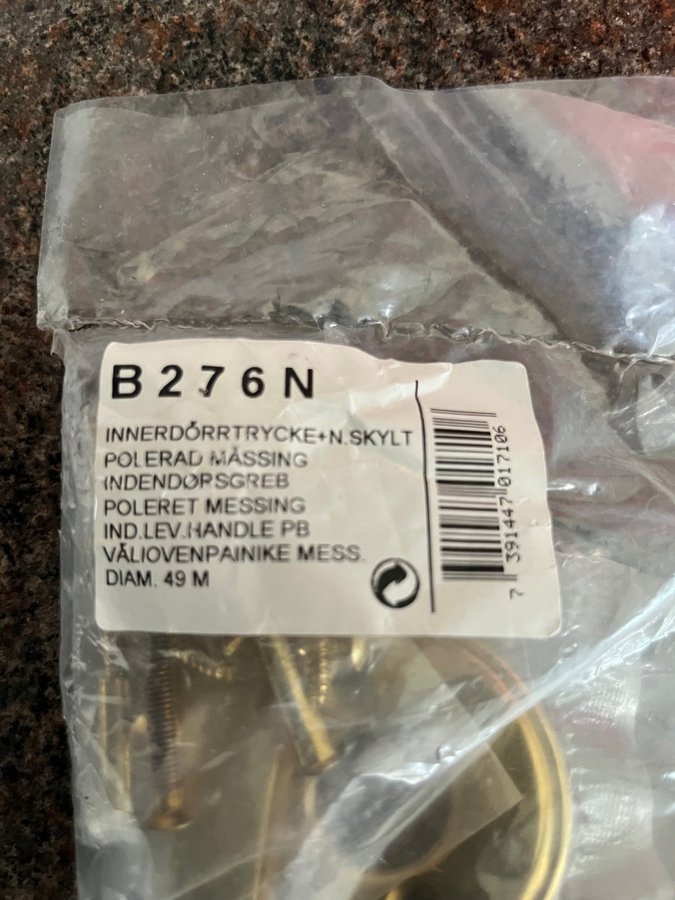 B276N
INNERDÖRRTRYCKE+N.SKYLT
POLERAD MÄSSING
INDENDØRSGREB
POLERET MESSING
IND.LEV.HANDLE PB
VÄLIOVENPAINIKE MESS.
DIAM. 49 M
7 391447 017106